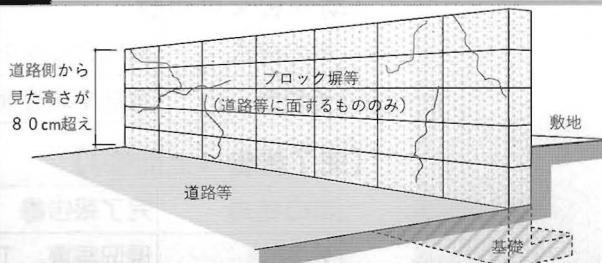 道路側から
見た高さが
80cm超え
ブロック塀等
(道路等に面するもののみ)
敷地
道路等
基礎